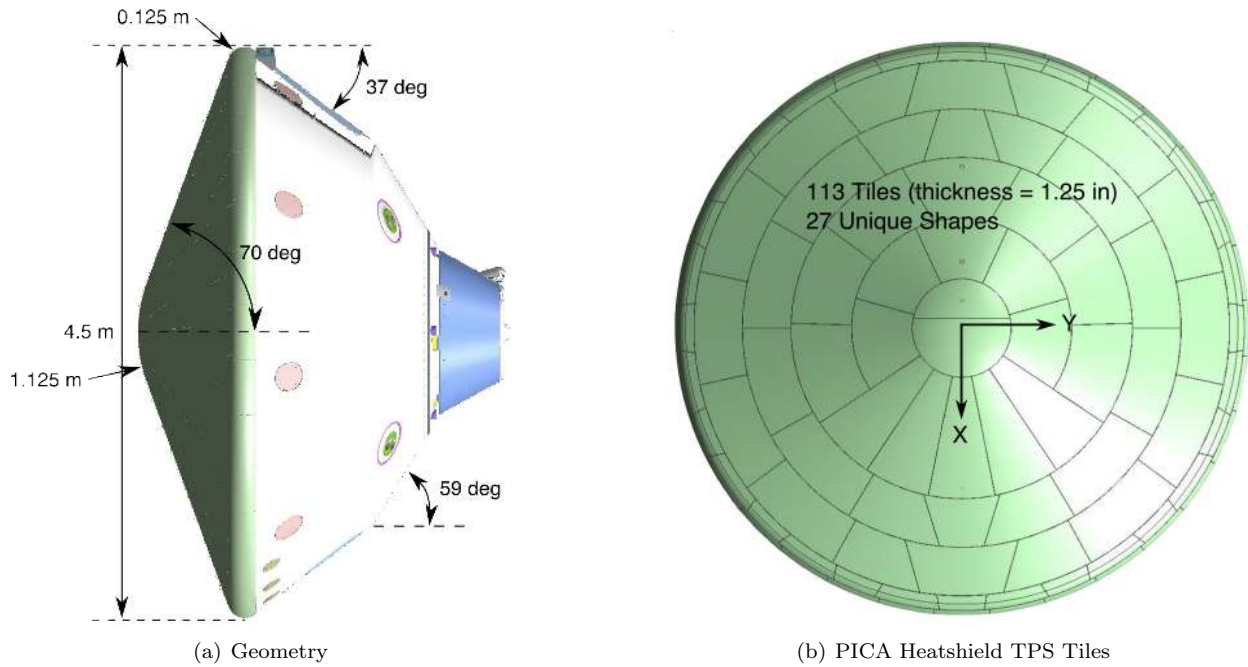 0.125 m
37 deg
70 deg
4.5 m
1.125 m
59 deg
(a) Geometry
113 Tiles (thickness = 1.25 in)
27 Unique Shapes
Y
X
(b) PICA Heatshield TPS Tiles